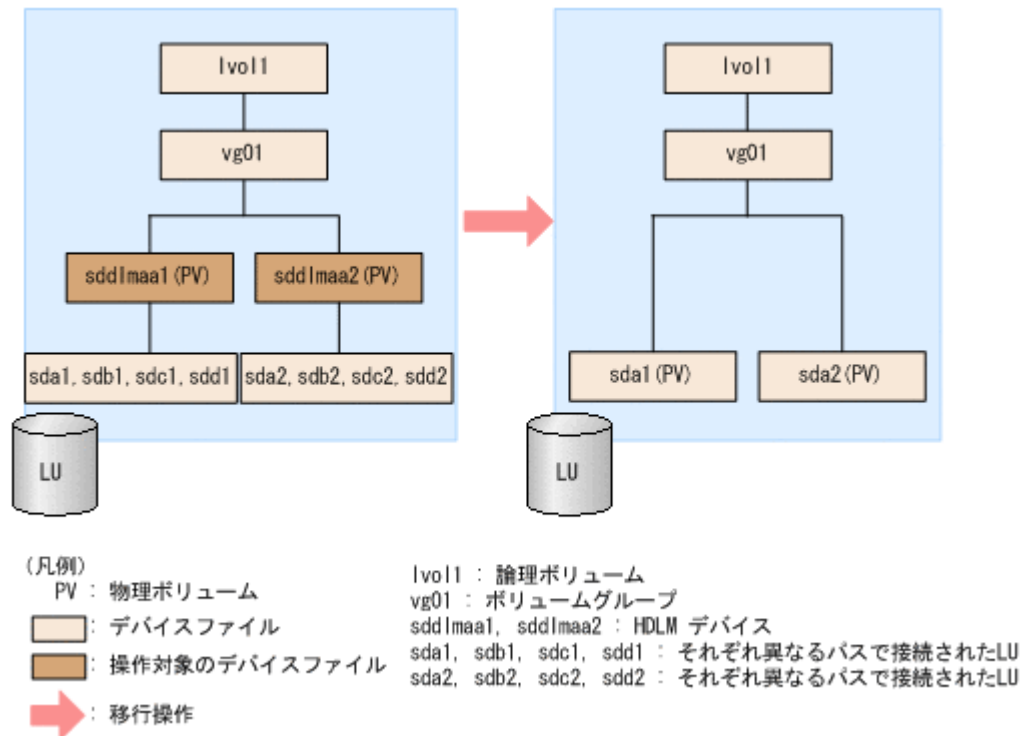 lvol1
vg01
sddlmaa1(PV)
sddlmaa2(PV)
sda1, sdb1, sdc1, sdd1
sda2, sdb2, sdc2, sdd2
LU
lvol1
vg01
sda1(PV)
sda2(PV)
LU
(凡例)
PV : 物理ボリューム
: デバイスファイル
: 操作対象のデバイスファイル
: 移行操作
lvol1 : 論理ボリューム
vg01 : ボリュームグループ
sddlmaa1, sddlmaa2 : HDLM デバイス
sda1, sdb1, sdc1, sdd1 : それぞれ異なるパスで接続されたLU
sda2, sdb2, sdc2, sdd2 : それぞれ異なるパスで接続されたLU